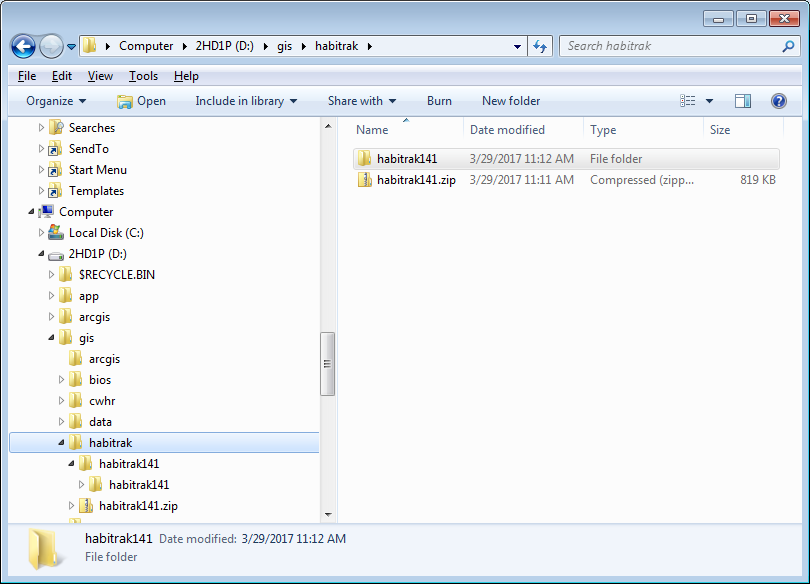 Computer 2HD1P (D:) gis habitrak Search habitrak
File Edit View Tools Help
Organize Open Include in library Share with Burn New folder
Searches
SendTo
Start Menu
Templates
Computer
Local Disk (C:)
2HD1P (D:)
$RECYCLE.BIN
app
arcgis
gis
arcgis
bios
cwhr
data
habitrak
habitrak141
habitrak141
habitrak141.zip
Name Date modified Type Size
habitrak141 3/29/2017 11:12 AM File folder
habitrak141.zip 3/29/2017 11:11 AM Compressed (zipp... 819 KB
habitrak141 Date modified: 3/29/2017 11:12 AM
File folder